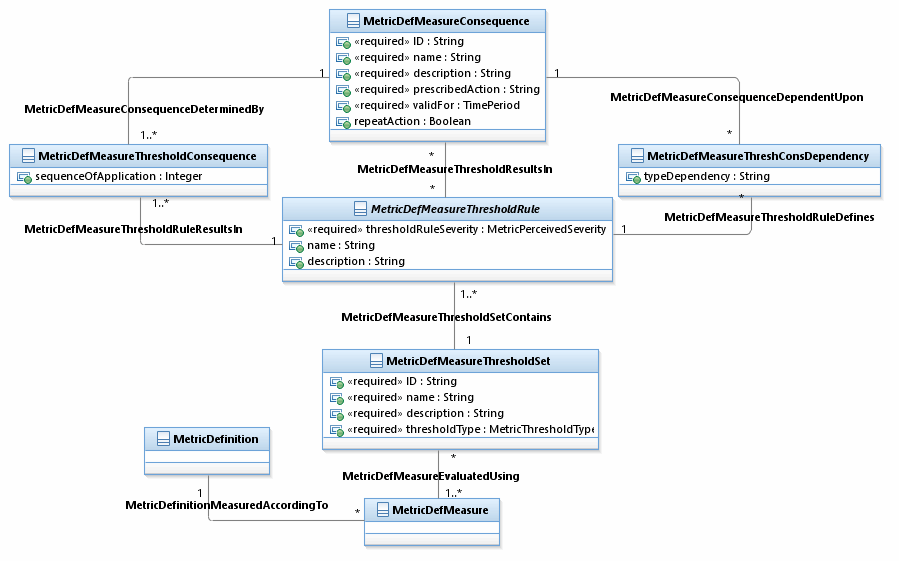 MetricDefMeasureConsequence
«required» ID : String
«required» name : String
«required» description : String
«required» prescribedAction : String
«required» validFor : TimePeriod
repeatAction : Boolean
1
1
MetricDefMeasureConsequenceDeterminedBy
MetricDefMeasureConsequenceDependentUpon
1..*
*
MetricDefMeasureThresholdConsequence
sequenceOfApplication : Integer
*
MetricDefMeasureThresholdResultsIn
*
MetricDefMeasureThreshConsDependency
typeDependency : String
1..*
*
MetricDefMeasureThresholdRuleResultsIn
1
MetricDefMeasureThresholdRule
«required» thresholdRuleSeverity : MetricPerceivedSeverity
name : String
description : String
MetricDefMeasureThresholdRuleDefines
1
1..*
MetricDefMeasureThresholdSetContains
1
MetricDefMeasureThresholdSet
«required» ID : String
«required» name : String
«required» description : String
«required» thresholdType : MetricThresholdType
MetricDefinition
*
MetricDefMeasureEvaluatedUsing
1..*
1
MetricDefinitionMeasuredAccordingTo
*
MetricDefMeasure